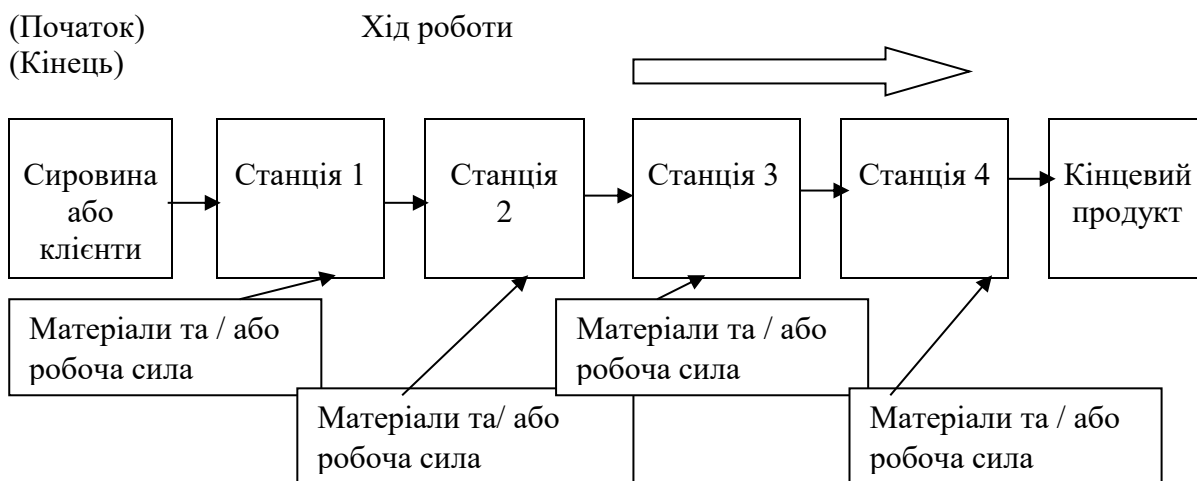 (Початок) Хід роботи
(Кінець)
Сировина
або
клієнти
Станція 1
Станція
2
Станція 3
Станція 4
Кінцевий
продукт
Матеріали та / або
робоча сила
Матеріали та/ або
робоча сила
Матеріали та / або
робоча сила
Матеріали та / або
робоча сила